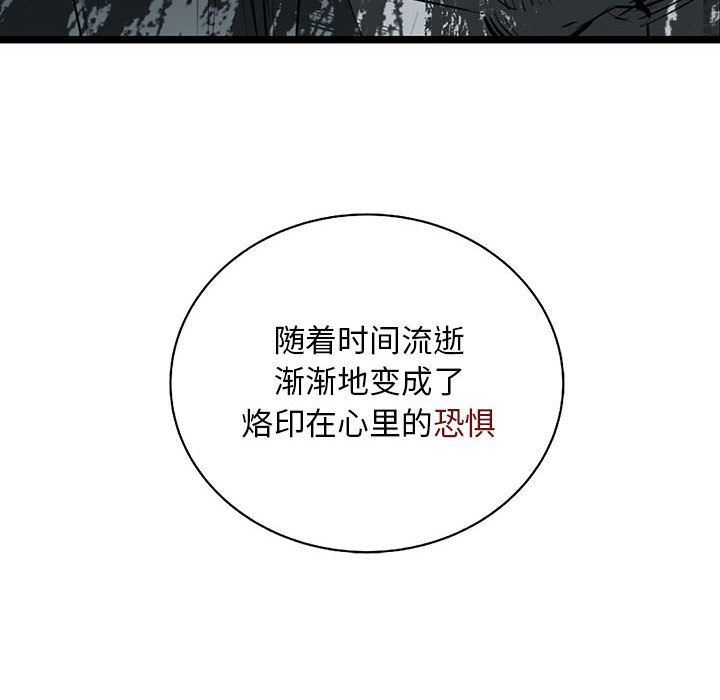 随着时间流逝
渐渐地变成了
烙印在心里的恐惧